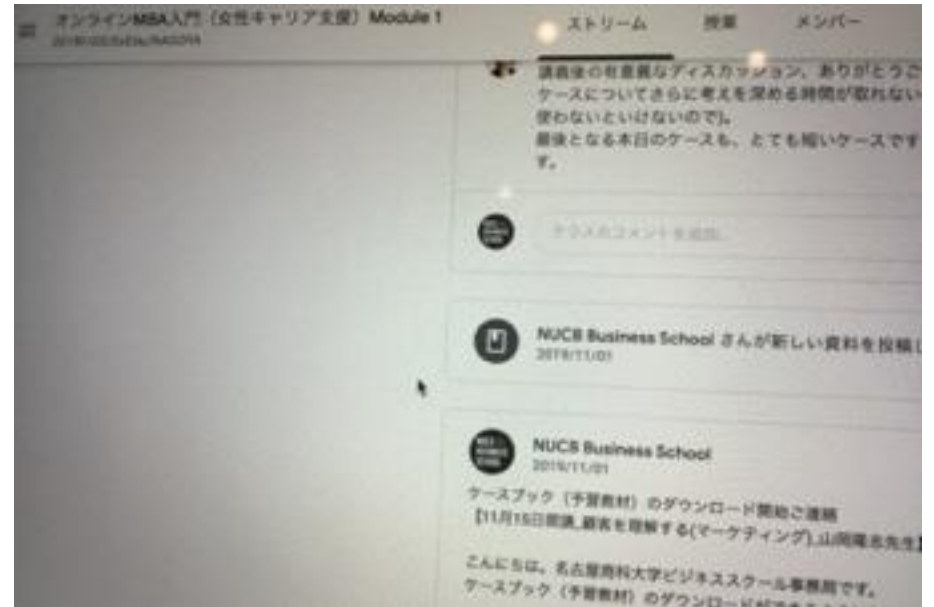 オンラインMBA入門（女性キャリア支援）Module 1
ストリーム 授業 メンバー
講義後の有意義なディスカッション、ありがとうご
ケースについてさらに考えを深める時間が取れない
使わないといけないので)。
最後となる本日のケースも、とても短いケースです
す。
クラスのコメントを追加…
NUCB Business School さんが新しい資料を投稿し
2019/11/01
NUCB Business School
2019/11/01
ケースブック（予習教材）のダウンロード開始ご連絡
【11月15日開講_顧客を理解する(マーケティング)_山岡隆志先生】
こんにちは。名古屋商科大学ビジネススクール事務局です。
ケースブック（予習教材）のダウンロードができ